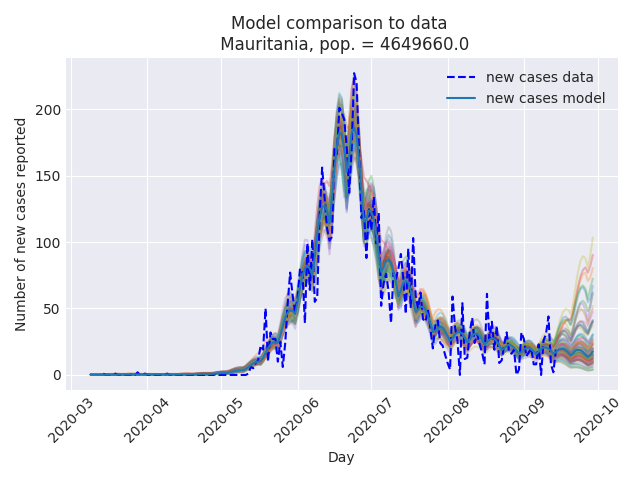 Model comparison to data
Mauritania, pop. = 4649660.0
new cases data
new cases model
Number of new cases reported
200
150
100
50
0
2020-03
2020-04
2020-05
2020-06
2020-07
2020-08
2020-09
2020-10
Day